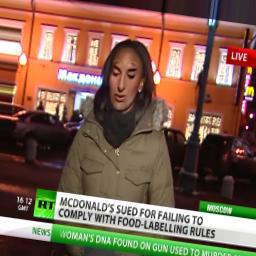 LIVE
Макдоналдс
16:12
GMT
RT
MOSCOW
MCDONALD'S SUED FOR FAILING TO
COMPLY WITH FOOD-LABELLING RULES
NEWS
WOMAN'S DNA FOUND ON GUN USED TO MURDER